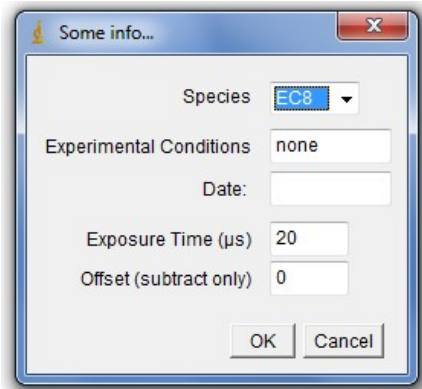 Some info...
Species EC8
Experimental Conditions none
Date:
Exposure Time (µs) 20
Offset (subtract only) 0
OK Cancel